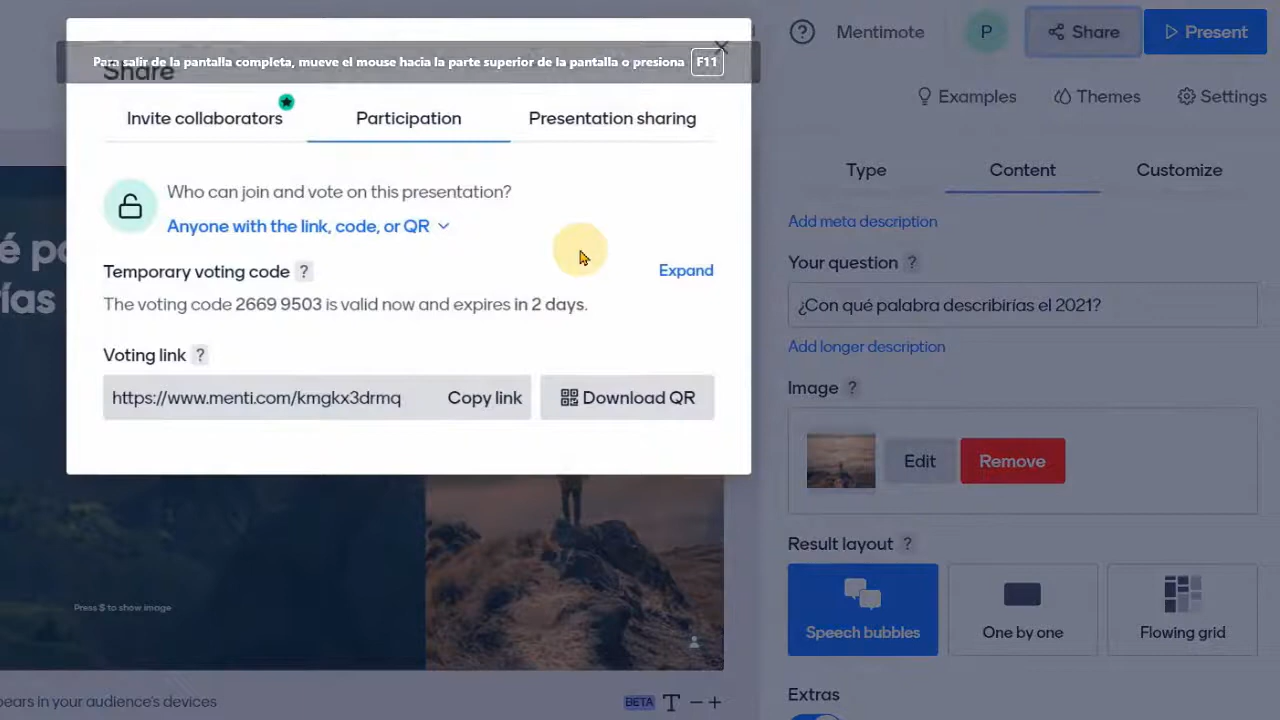 Mentimote
P
Share
Present
Para salir de la pantalla completa, mueve el mouse hacia la parte superior de la pantalla o presiona F11
Share
Examples
Themes
Settings
Invite collaborators
Participation
Presentation sharing
Type
Content
Customize
Who can join and vote on this presentation?
Anyone with the link, code, or QR
Add meta description
Temporary voting code ?
Expand
Your question ?
The voting code 2669 9503 is valid now and expires in 2 days.
¿Con qué palabra describirías el 2021?
Add longer description
Voting link ?
https://www.menti.com/kmgkx3drmq
Copy link
Download QR
Image ?
Edit
Remove
Result layout ?
Speech bubbles
One by one
Flowing grid
Press S to show image
Extras
BETA
T